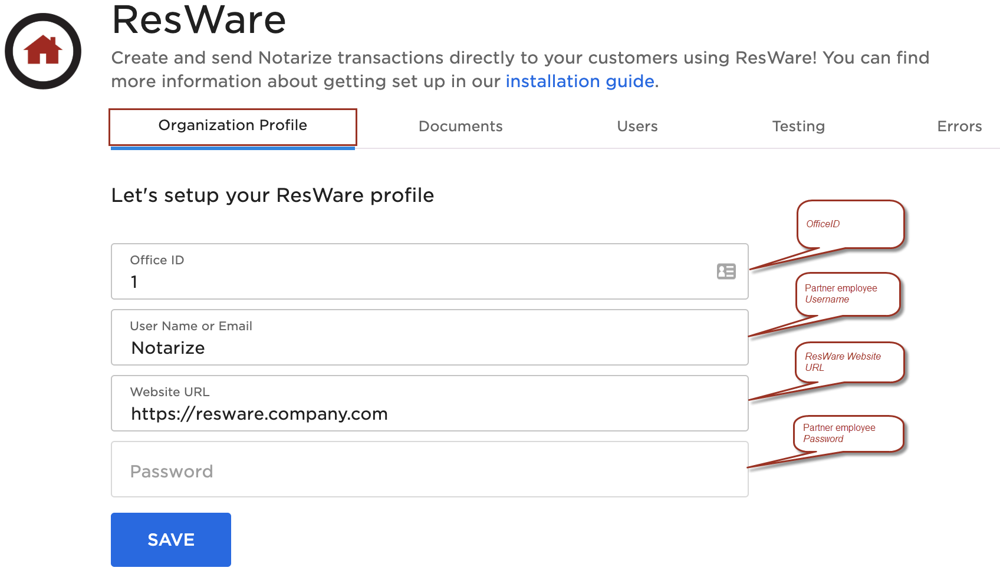 ResWare
Create and send Notarize transactions directly to your customers using ResWare! You can find
more information about getting set up in our installation guide.
Organization Profile
Documents
Users
Testing
Errors
Let's setup your ResWare profile
OfficeID
Office ID
1
Partner employee
Username
User Name or Email
Notarize
ResWare Website
URL
Website URL
https://resware.company.com
Partner employee
Password
Password
SAVE